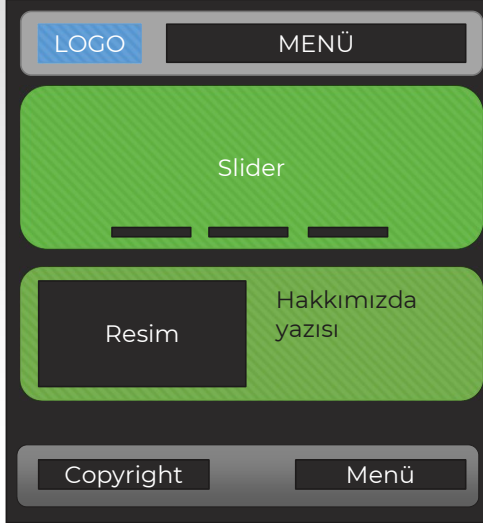 LOGO
MENÜ
Slider
Resim
Hakkımızda
yazısı
Copyright
Menü